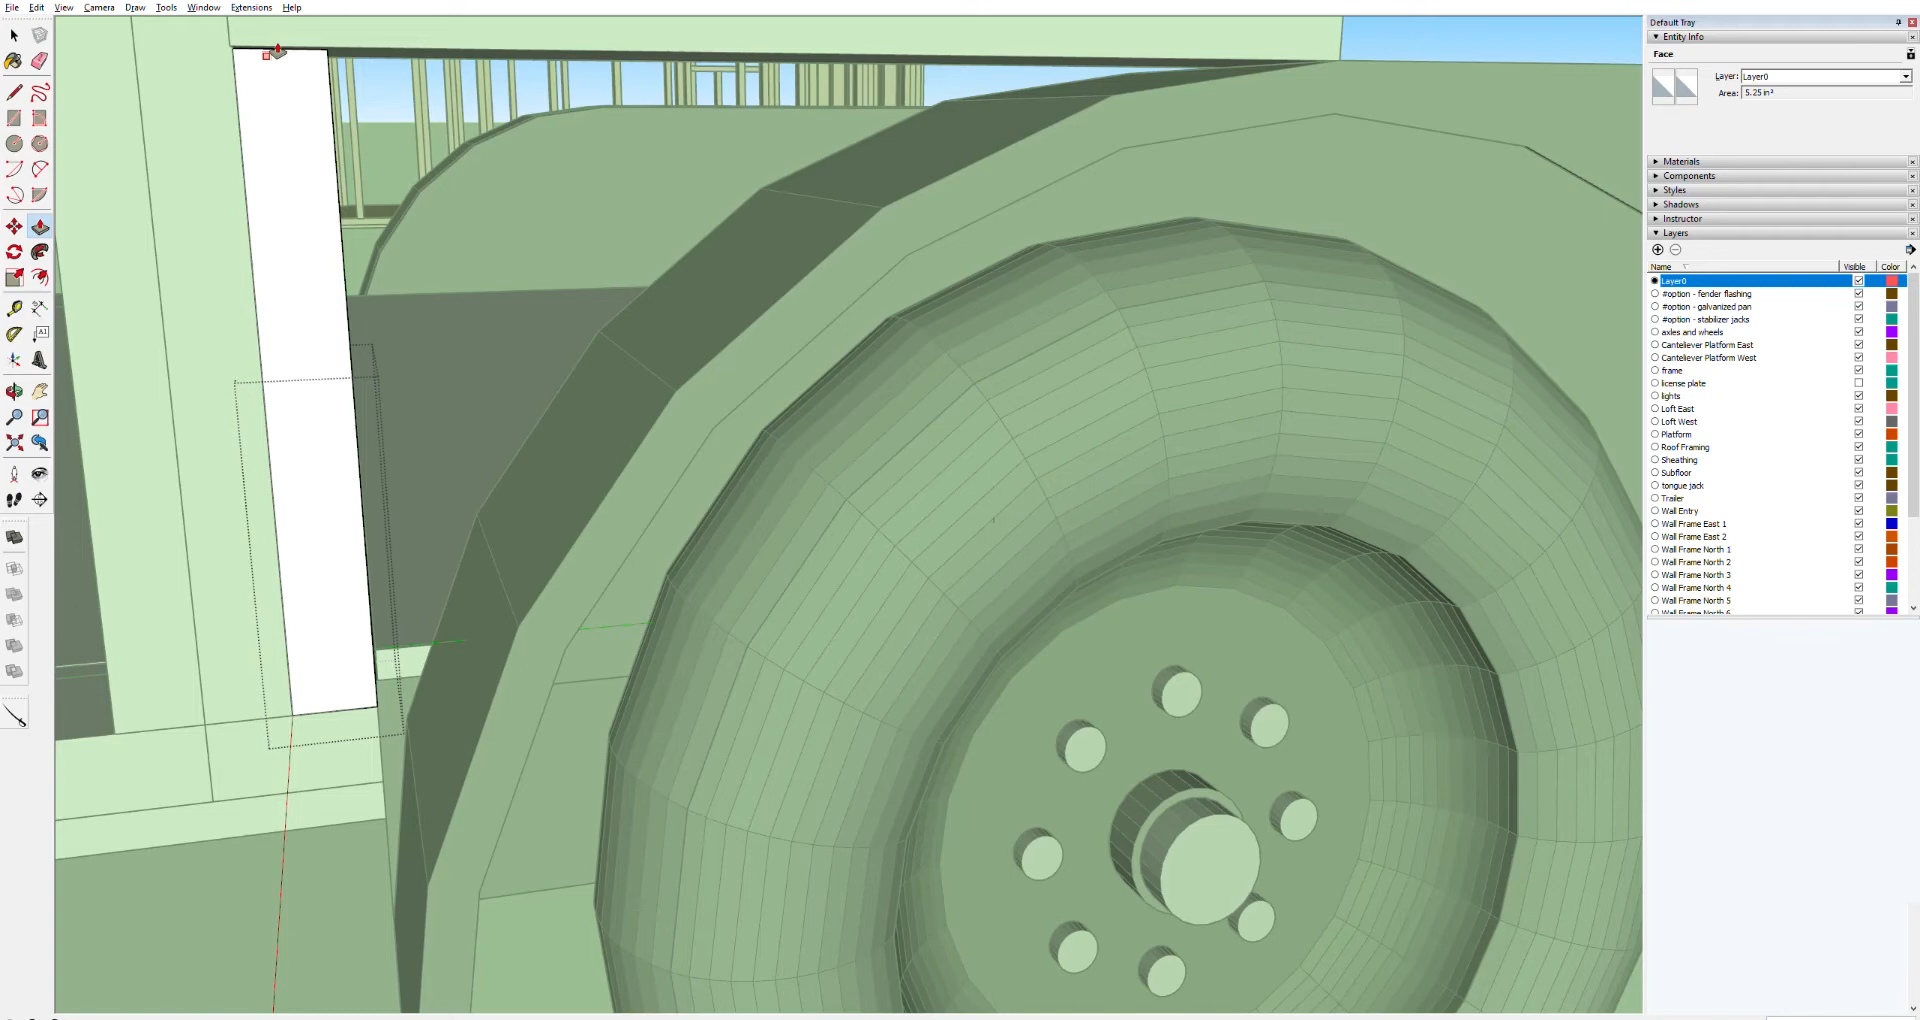 File Edit View Camera Draw Tools Window Extensions Help
Default Tray
Entity Info
Face
Layer: Layer0
Area: 5.25 in²
Materials
Components
Styles
Shadows
Instructor
Layers
Name Visible Color
Layer0
#option - fender flashing
#option - galvanized pan
#option - stabilizer jacks
axles and wheels
Canteliever Platform East
Canteliever Platform West
frame
license plate
lights
Loft East
Loft West
Platform
Roof Framing
Sheathing
Subfloor
tongue jack
Trailer
Wall Entry
Wall Frame East 1
Wall Frame East 2
Wall Frame North 1
Wall Frame North 2
Wall Frame North 3
Wall Frame North 4
Wall Frame North 5
Wall Frame North 6